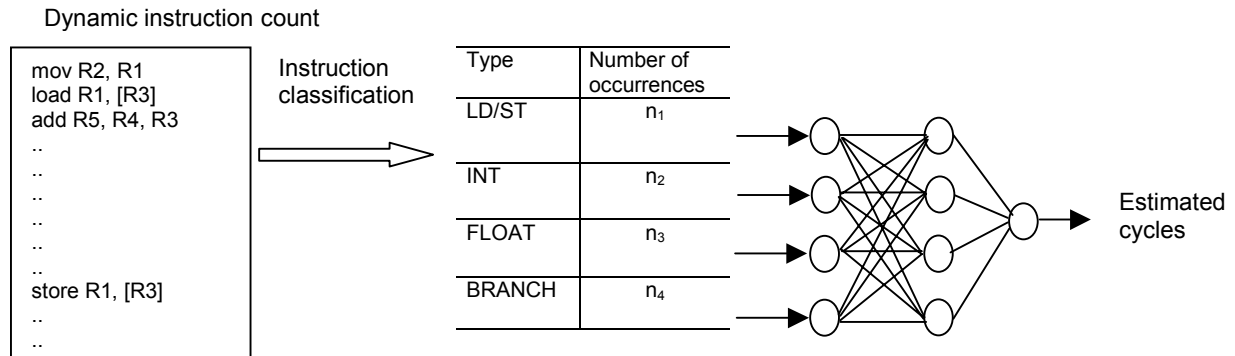 Dynamic instruction count
mov R2, R1
load R1, [R3]
add R5, R4, R3
..
..
..
..
..
..
store R1, [R3]
..
..
Instruction
classification
Type Number of
occurrences
LD/ST n₁
INT n₂
FLOAT n₃
BRANCH n₄
Estimated
cycles